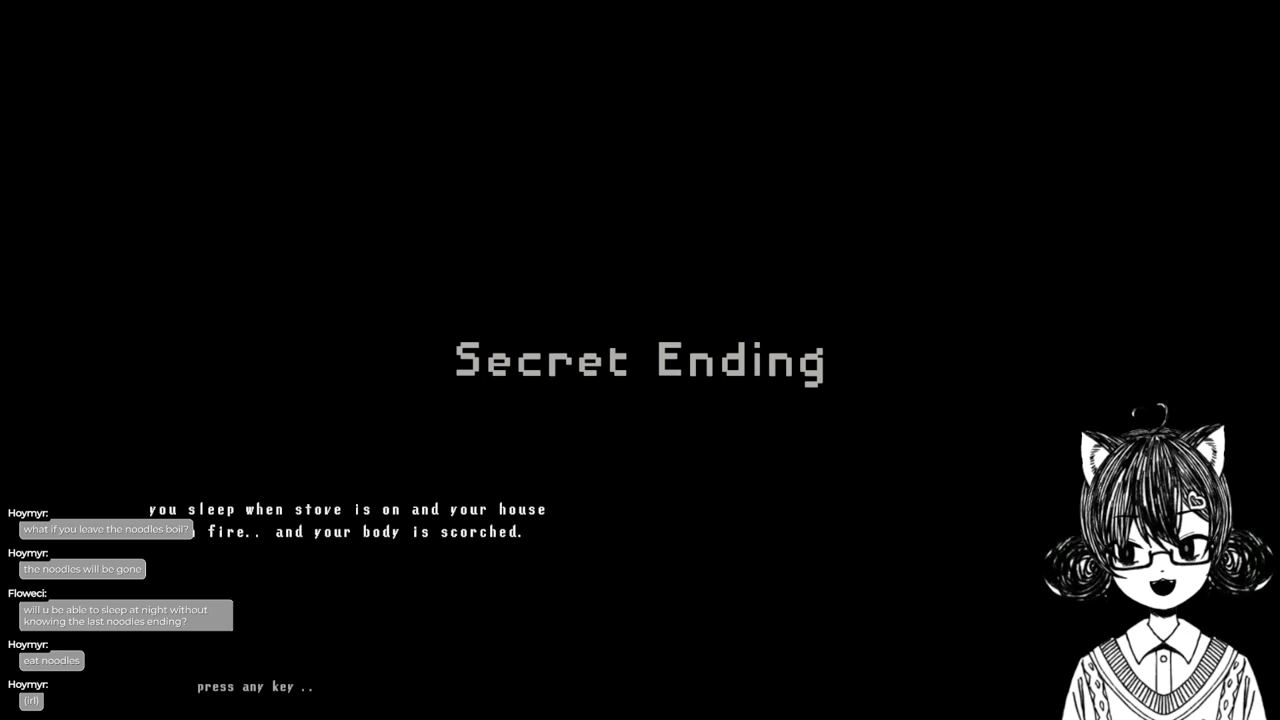 Secret Ending
you sleep when stove is on and your house
fire.. and your body is scorched.
Hoymyr:
what if you leave the noodles boil?
Hoymyr:
the noodles will be gone
Floweci:
will u be able to sleep at night without
knowing the last noodles ending?
Hoymyr:
eat noodles
Hoymyr:
(irl)
press any key ..